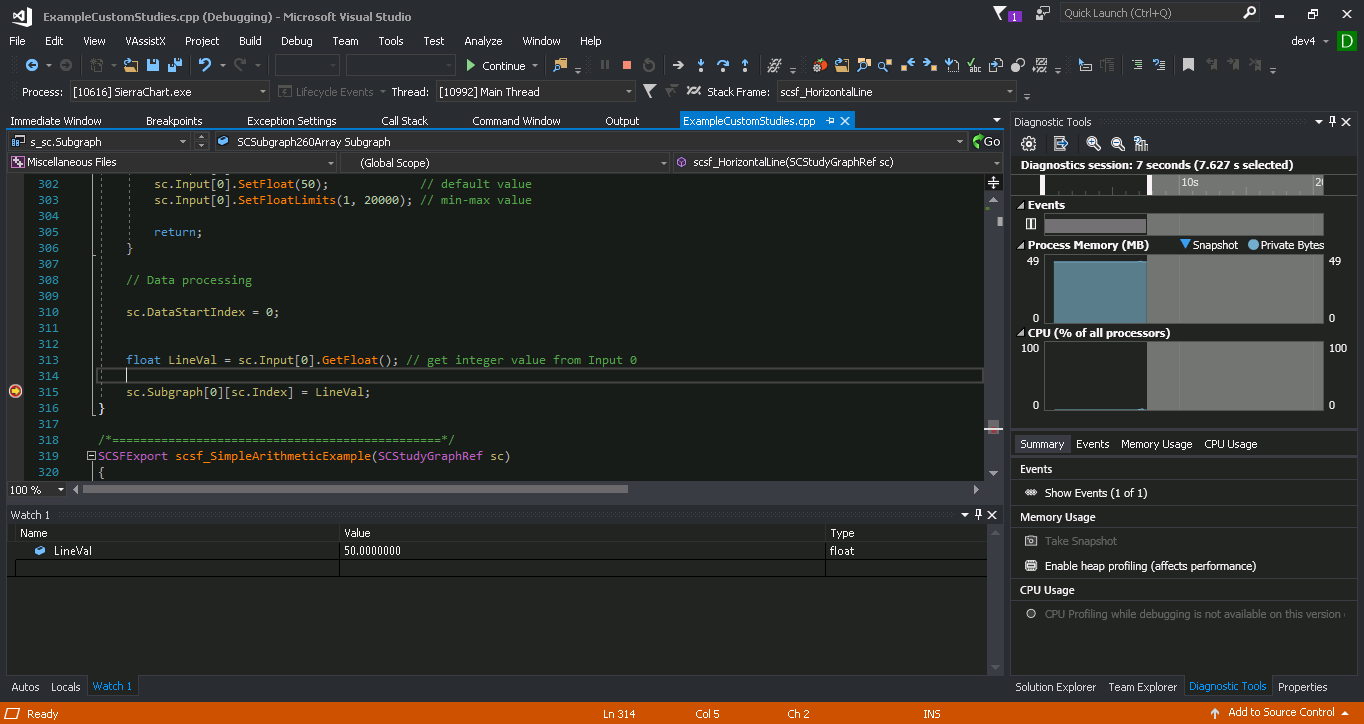 ExampleCustomStudies.cpp (Debugging) - Microsoft Visual Studio
1
Quick Launch (Ctrl+Q)
File Edit View VAssistX Project Build Debug Team Tools Test Analyze Window Help
dev4 D
Continue
Process: [10616] SierraChart.exe Lifecycle Events Thread: [10992] Main Thread Stack Frame: scsf_HorizontalLine
Immediate Window Breakpoints Exception Settings Call Stack Command Window Output ExampleCustomStudies.cpp
s_sc.Subgraph SCSubgraph260Array Subgraph Go
Miscellaneous Files (Global Scope) scsf_HorizontalLine(SCStudyGraphRef sc)
302 sc.Input[0].SetFloat(50); // default value
303 sc.Input[0].SetFloatLimits(1, 20000); // min-max value
304
305 return;
306 }
307
308 // Data processing
309
310 sc.DataStartIndex = 0;
311
312
313 float LineVal = sc.Input[0].GetFloat(); // get integer value from Input 0
314
315 sc.Subgraph[0][sc.Index] = LineVal;
316 }
317
318 /*===============================================*/
319 SCSFExport scsf_SimpleArithmeticExample(SCStudyGraphRef sc)
320 {
100 %
Watch 1
Name Value Type
LineVal 50.0000000 float
Autos Locals Watch 1
Diagnostic Tools
Diagnostics session: 7 seconds (7.627 s selected)
10s
Events
Process Memory (MB) Snapshot Private Bytes
49 49
0 0
CPU (% of all processors)
100 100
0 0
Summary Events Memory Usage CPU Usage
Events
Show Events (1 of 1)
Memory Usage
Take Snapshot
Enable heap profiling (affects performance)
CPU Usage
CPU Profiling while debugging is not available on this version
Solution Explorer Team Explorer Diagnostic Tools Properties
Ready Ln 314 Col 5 Ch 2 INS Add to Source Control